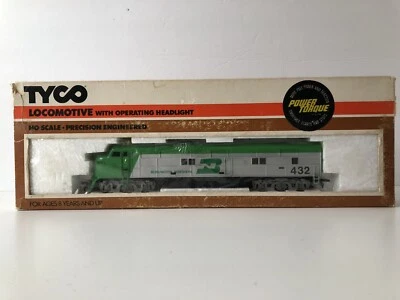 TYCO
LOCOMOTIVE WITH OPERATING HEADLIGHT
HO SCALE • PRECISION ENGINEERED
POWER
TORQUE
432
FOR AGES 8 YEARS AND UP